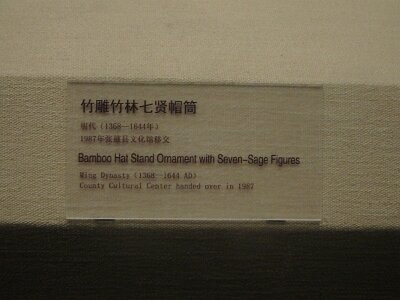 竹雕竹林七贤帽筒
明代（1368—1644年）
1987年张掖县文化馆移交
Bamboo Hat Stand Ornament with Seven-Sage Figures
Ming Dynasty (1368—1644 AD)
County Cultural Center handed over in 1987